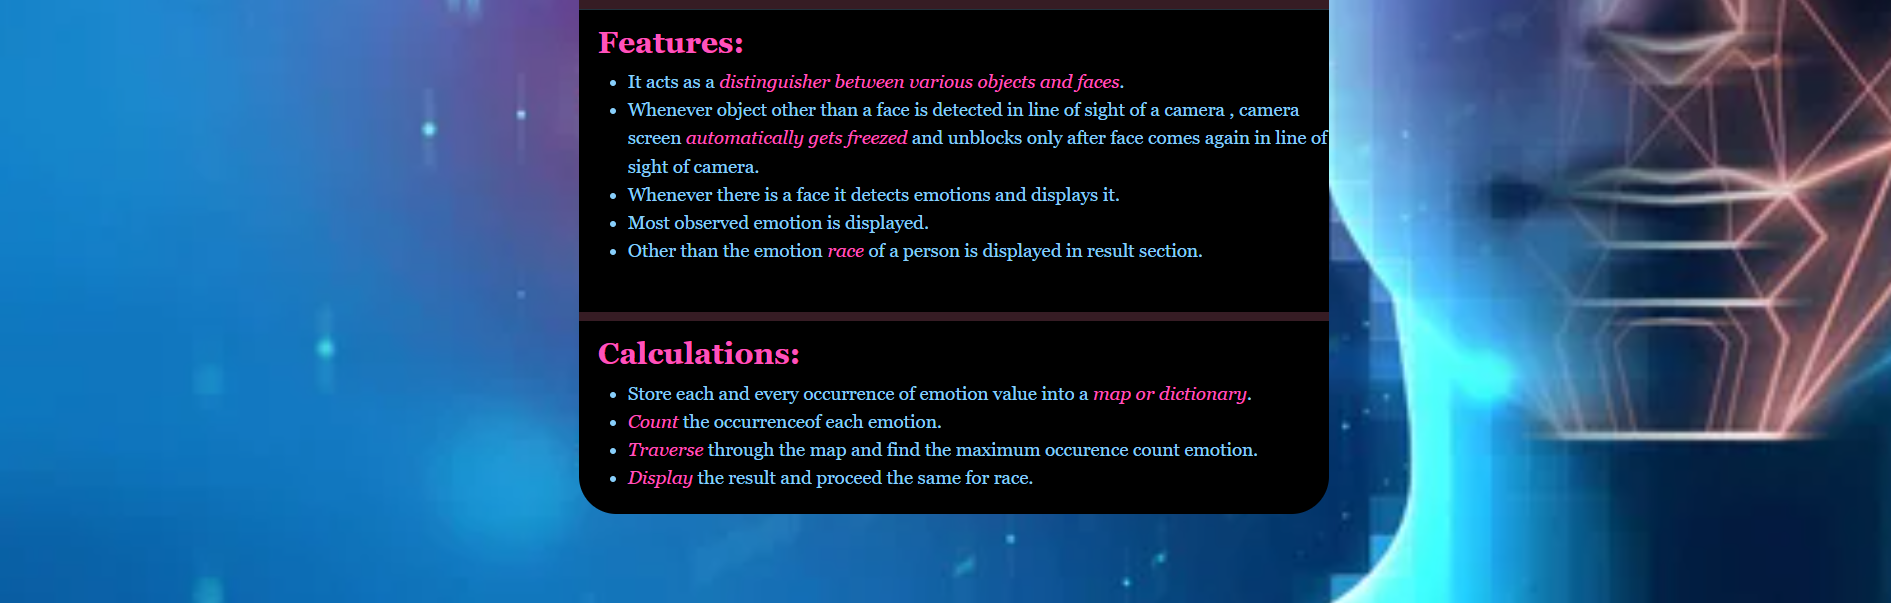 Features:
It acts as a distinguisher between various objects and faces.
Whenever object other than a face is detected in line of sight of a camera , camera
screen automatically gets freezed and unblocks only after face comes again in line of
sight of camera.
Whenever there is a face it detects emotions and displays it.
Most observed emotion is displayed.
Other than the emotion race of a person is displayed in result section.
Calculations:
Store each and every occurrence of emotion value into a map or dictionary.
Count the occurrenceof each emotion.
Traverse through the map and find the maximum occurence count emotion.
Display the result and proceed the same for race.